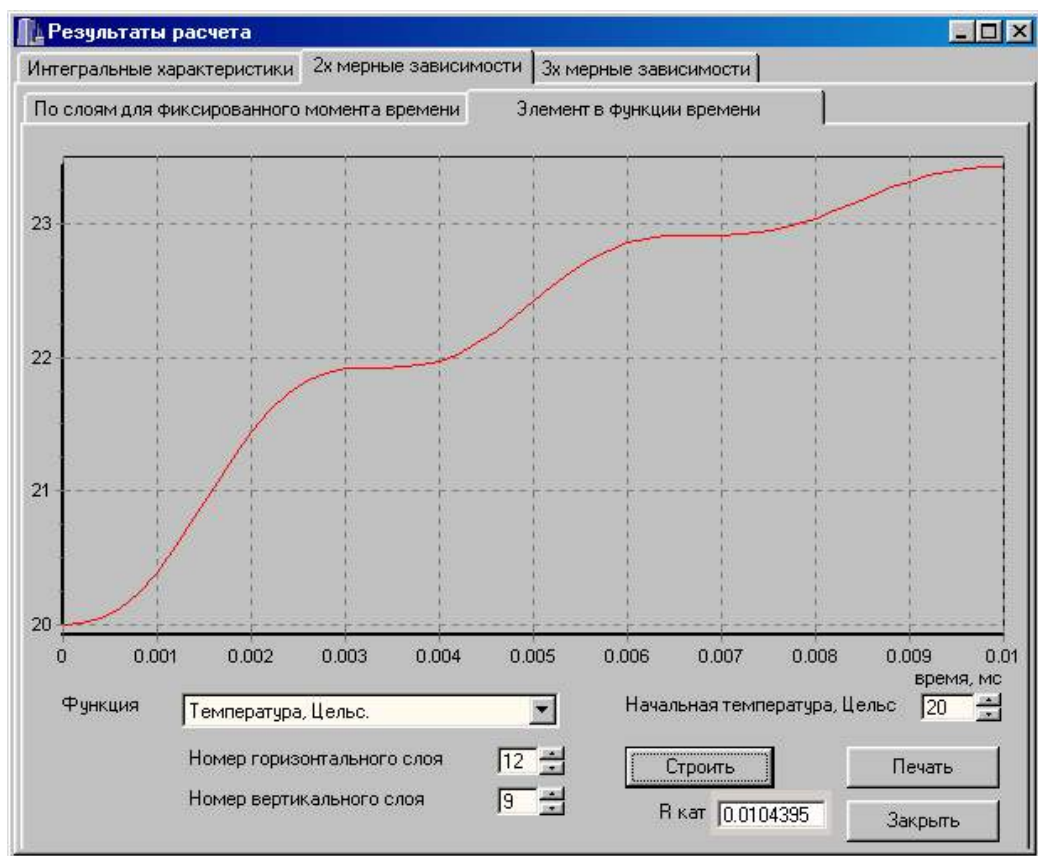 Результаты расчета
Интегральные характеристики 2х мерные зависимости 3х мерные зависимости
По слоям для фиксированного момента времени Элемент в функции времени
23
22
21
20
0 0.001 0.002 0.003 0.004 0.005 0.006 0.007 0.008 0.009 0.01
время, мс
Функция Температура, Цельс. Начальная температура, Цельс 20
Номер горизонтального слоя 12 Строить Печать
Номер вертикального слоя 9 R кат 0.0104395 Закрыть